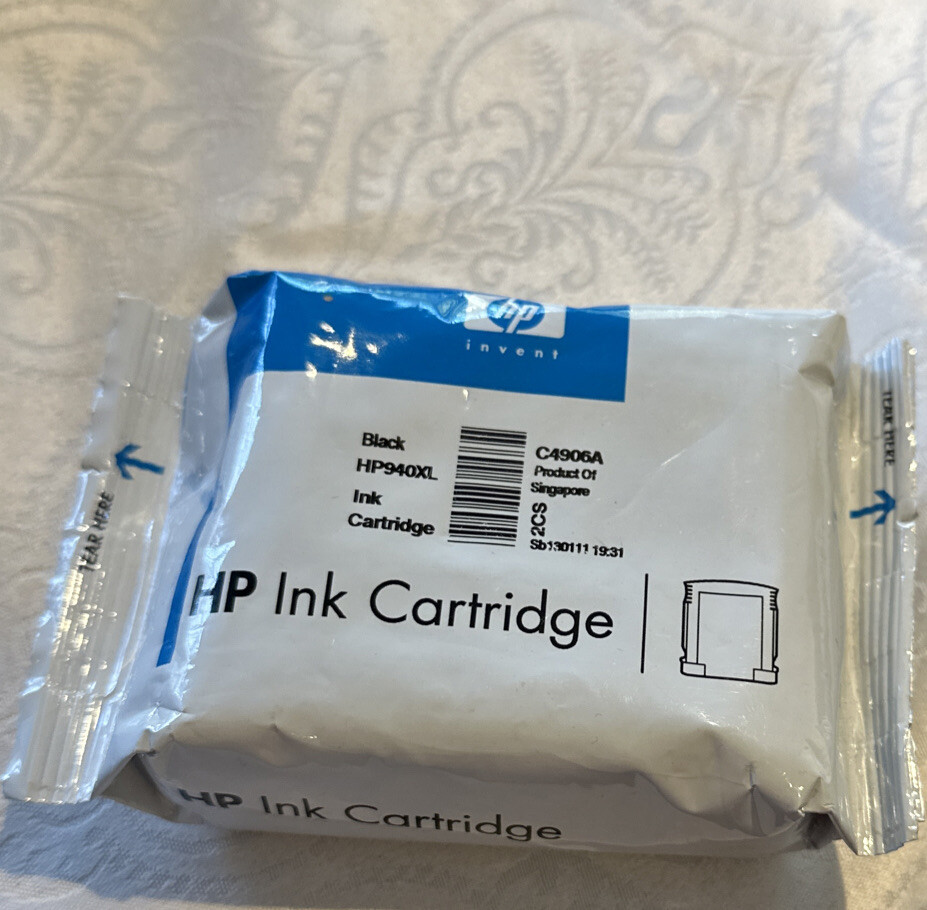 hp
invent
Black
HP940XL
Ink
Cartridge
C4906A
Product Of
Singapore
2CS
Sb130111 19:31
HP Ink Cartridge
HP Ink Cartridge
TEAR HERE
TEAR HERE